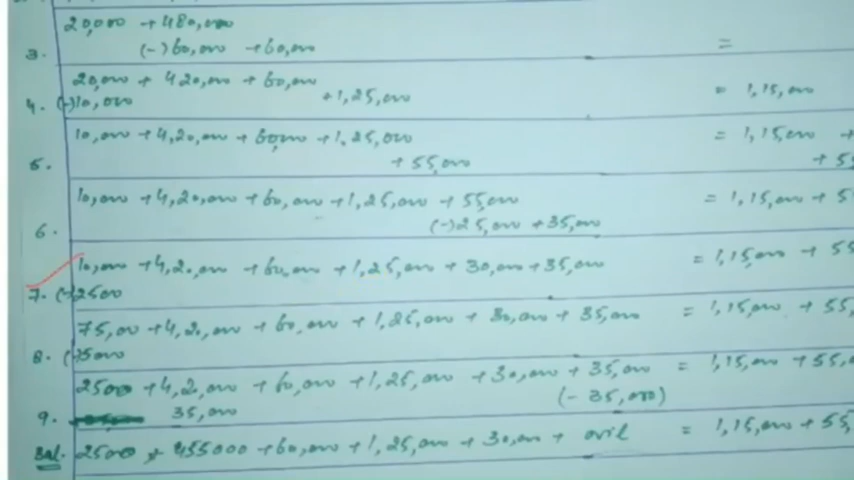 20,000 +480,000
3. (-)60,000 +60,000 =
20,000 + 420,000 + 60,000
4. (-)10,000 +1,25,000 = 1,15,000
10,000 +4,20,000 + 60,000 +1,25,000 = 1,15,000 +
5. +55,000 +55
10,000 +4,20,000 +60,000 +1,25,000 +55,000 = 1,15,000 + 5
6. (-)25,000 +35,000
10,000 +4,20,000 +60,000 +1,25,000 +30,000 +35,000 = 1,15,000 + 55
7. (-)2500
75,00 +4,20,000 +60,000 +1,25,000 + 30,000 + 35,000 = 1,15,000 + 55,
8. (-)5000
2500 +4,20,000 +60,000 +1,25,000 +30,000 +35,000 = 1,15,000 +55,0
9. 35,000 (- 35,000)
Bal. 2500 + 455000 +60,000 +1,25,000 +30,000 + = 1,15,000 +55,